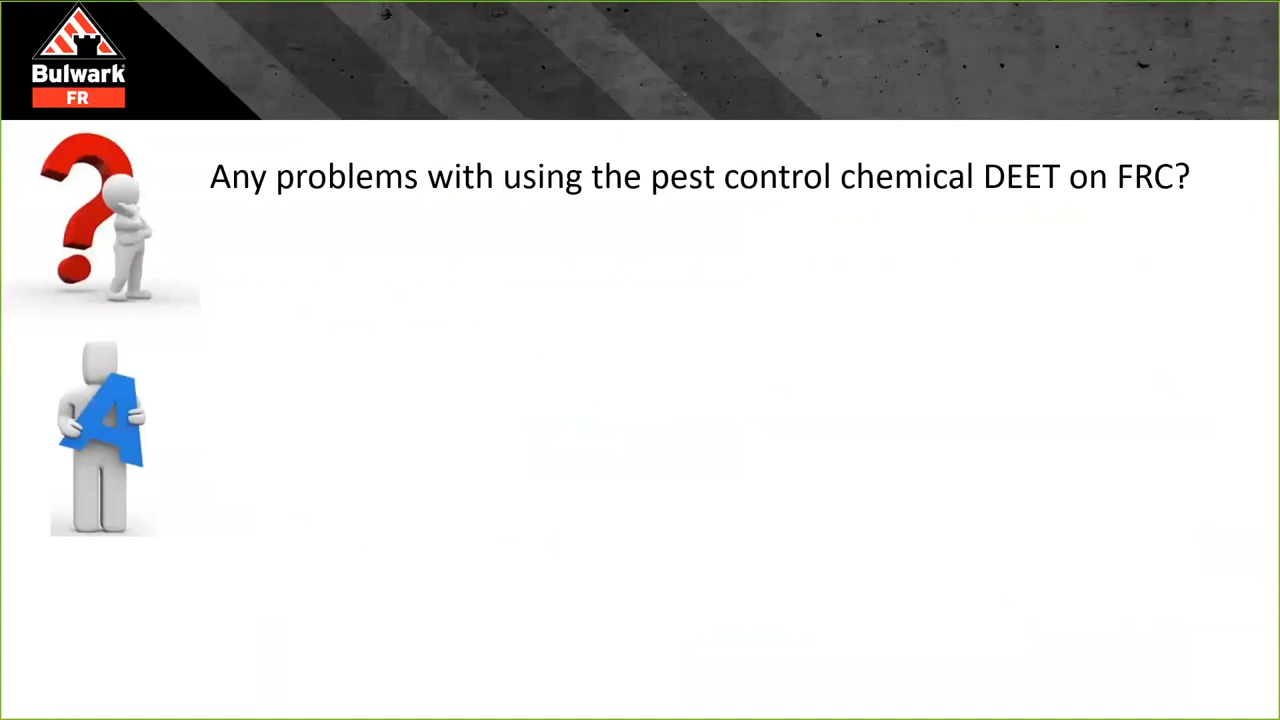 Bulwark
FR
Any problems with using the pest control chemical DEET on FRC?
A